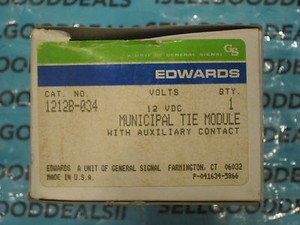 GS
A UNIT OF GENERAL SIGNAL
EDWARDS
CAT. NO. VOLTS QTY.
1212B-034 12 VDC 1
MUNICIPAL TIE MODULE
WITH AUXILIARY CONTACT
EDWARDS A UNIT OF GENERAL SIGNAL FARMINGTON, CT 06032
MADE IN U.S.A. P-041634-5066